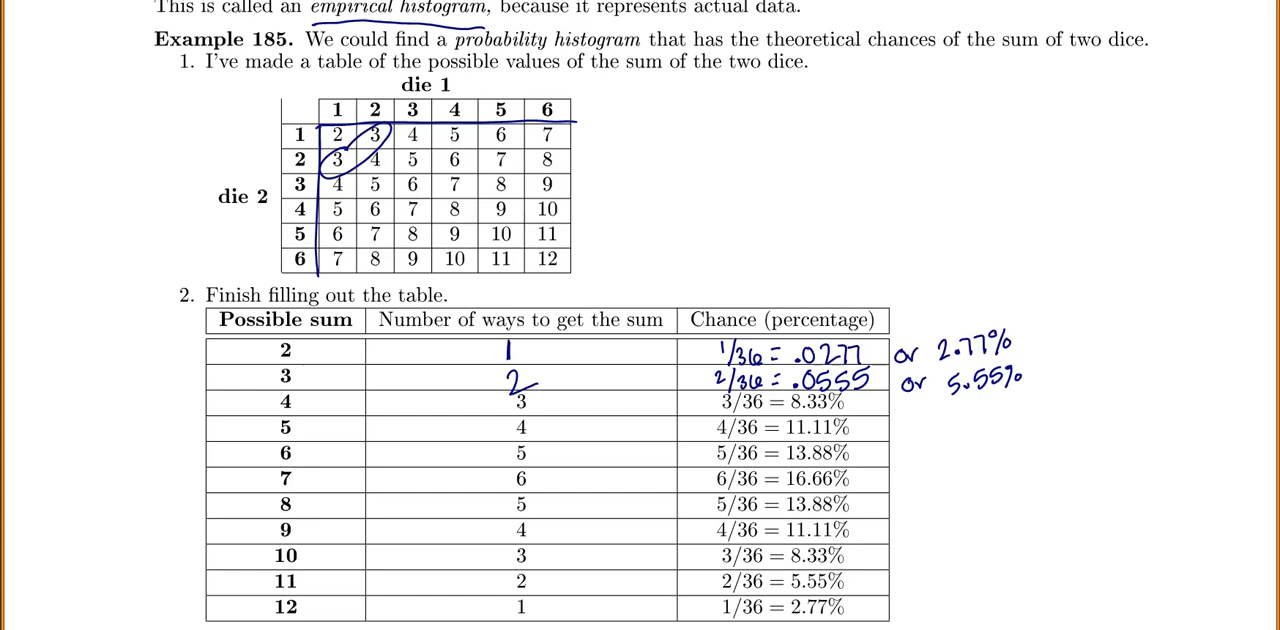 This is called an empirical histogram, because it represents actual data.
Example 185. We could find a probability histogram that has the theoretical chances of the sum of two dice.
1. I've made a table of the possible values of the sum of the two dice.
die 1
1 2 3 4 5 6
1 2 3 4 5 6 7
2 3 4 5 6 7 8
3 4 5 6 7 8 9
die 2
4 5 6 7 8 9 10
5 6 7 8 9 10 11
6 7 8 9 10 11 12
2. Finish filling out the table.
Possible sum Number of ways to get the sum Chance (percentage)
2 1 1/36 = .0277 or 2.77%
3 2 2/36 = .0555 or 5.55%
4 3 3/36 = 8.33%
5 4 4/36 = 11.11%
6 5 5/36 = 13.88%
7 6 6/36 = 16.66%
8 5 5/36 = 13.88%
9 4 4/36 = 11.11%
10 3 3/36 = 8.33%
11 2 2/36 = 5.55%
12 1 1/36 = 2.77%